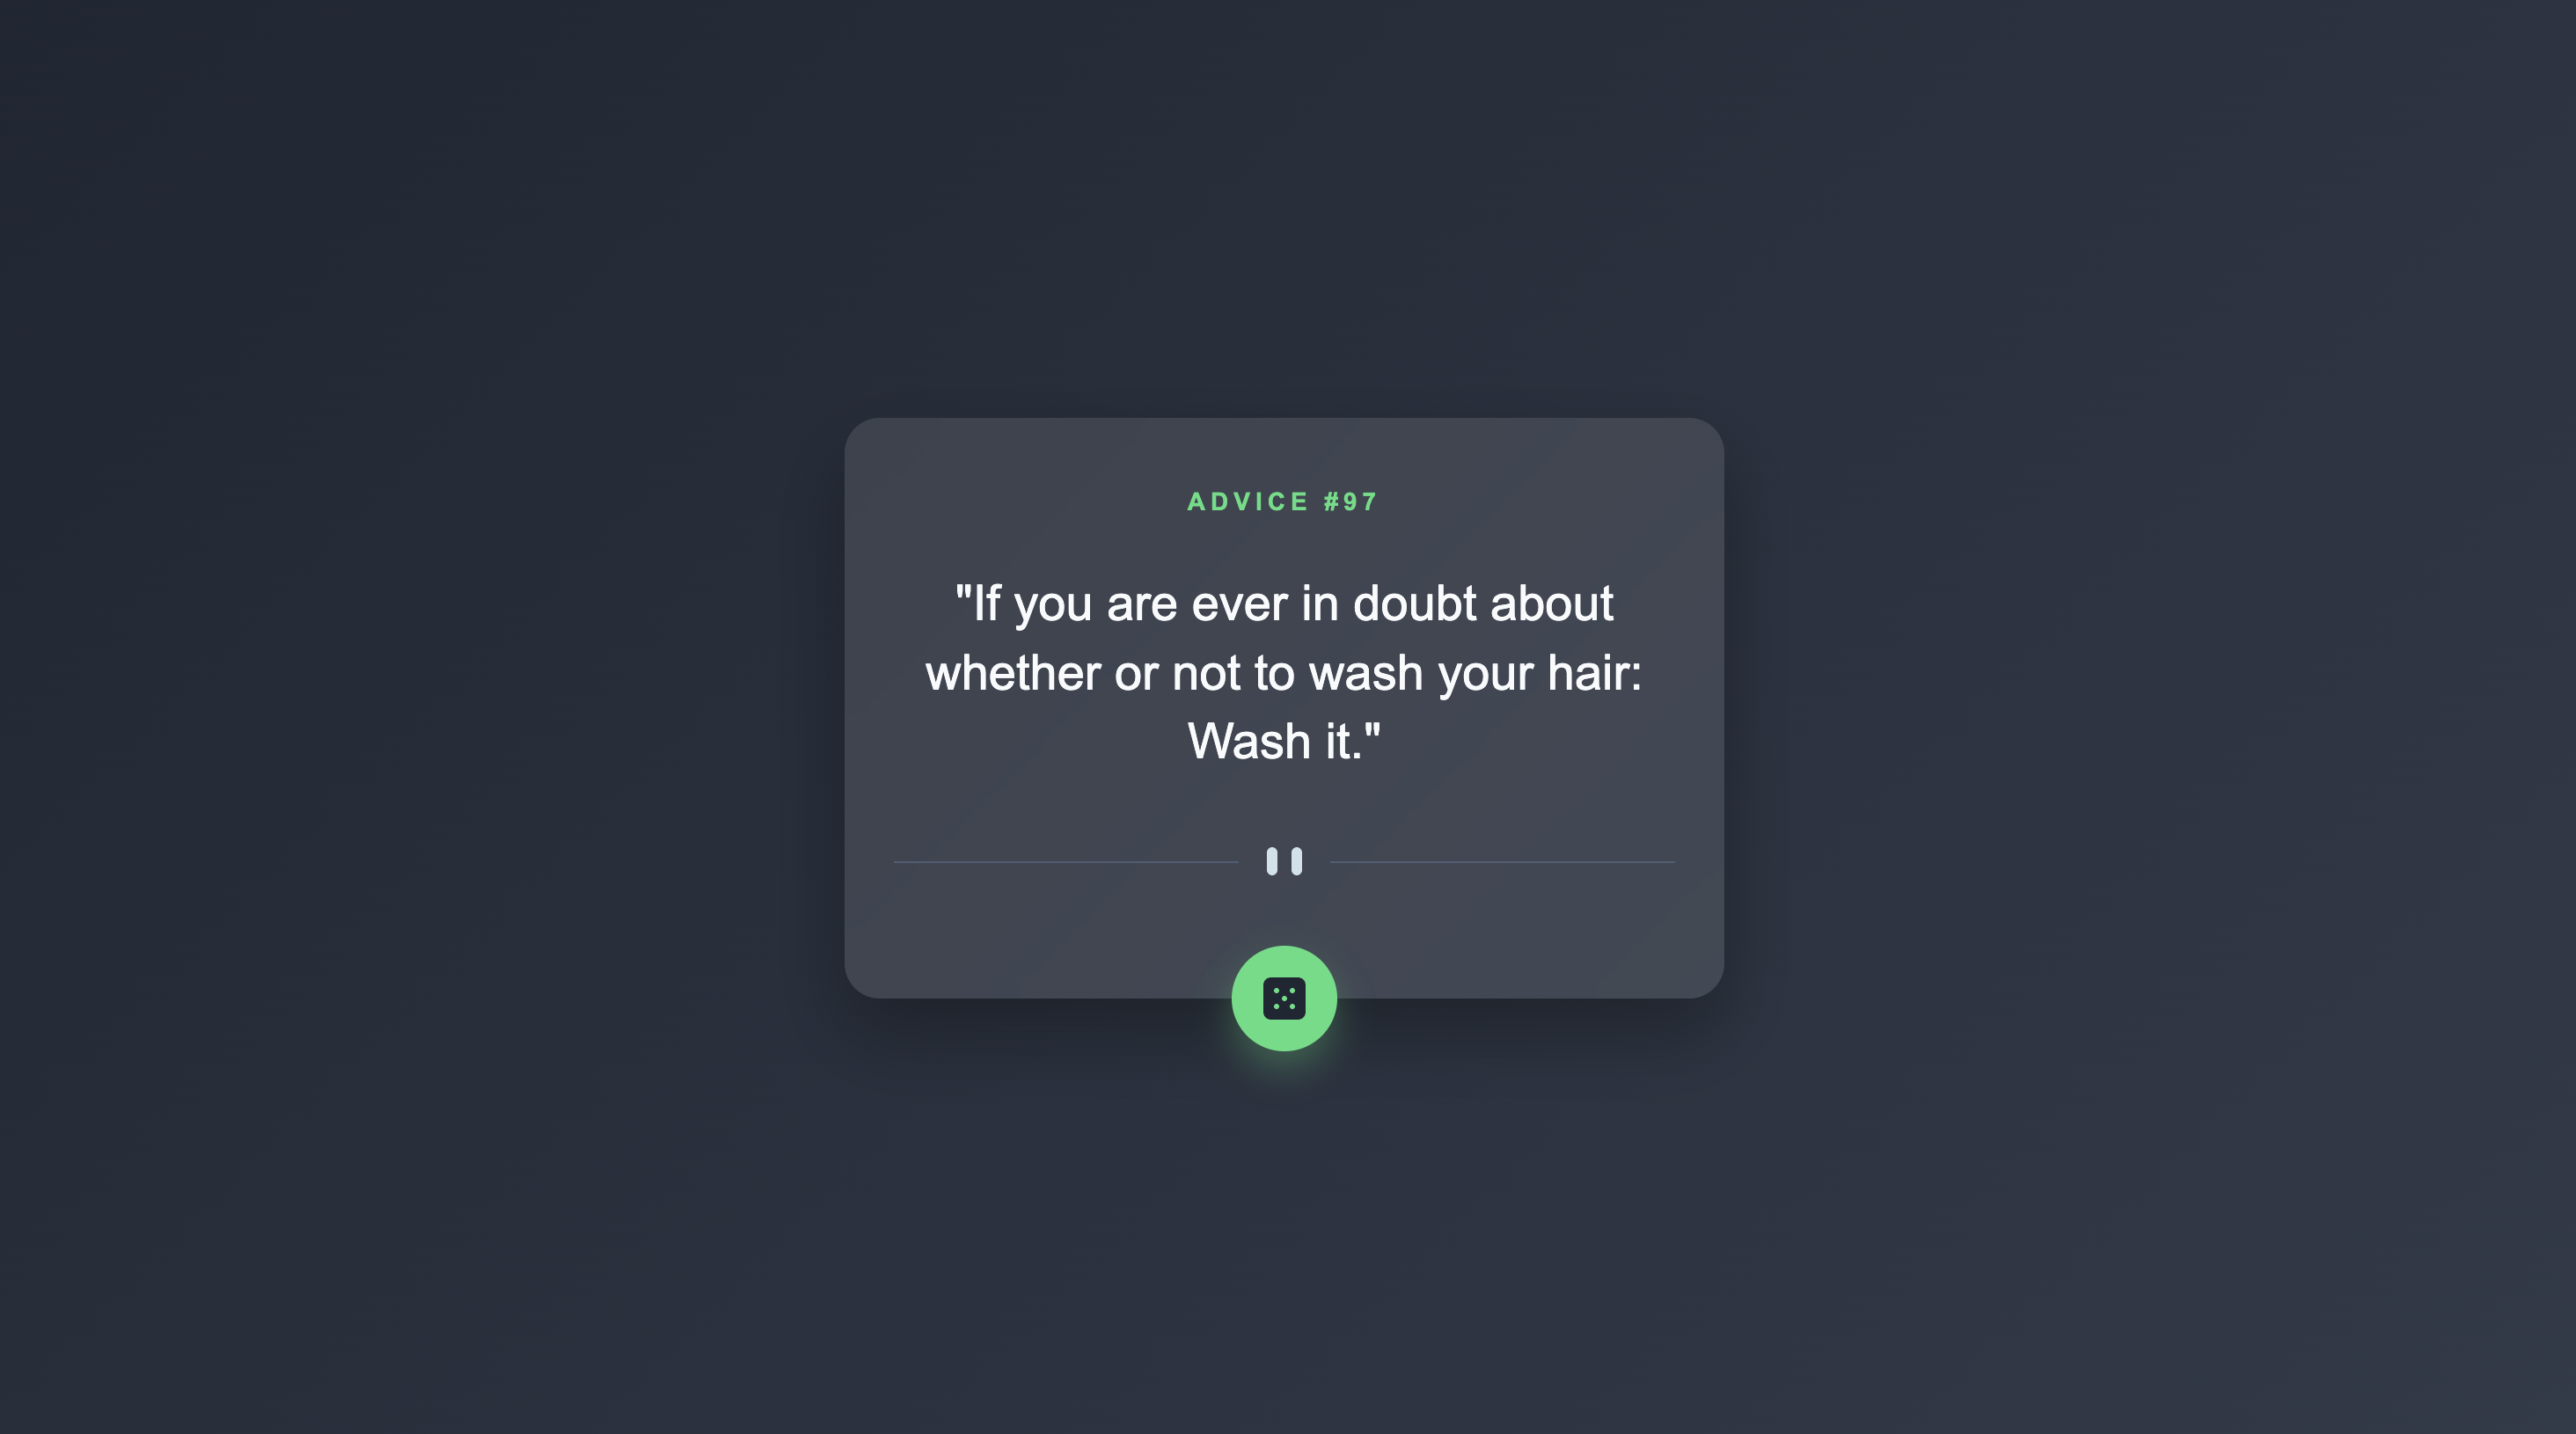 ADVICE #97
"If you are ever in doubt about
whether or not to wash your hair:
Wash it."